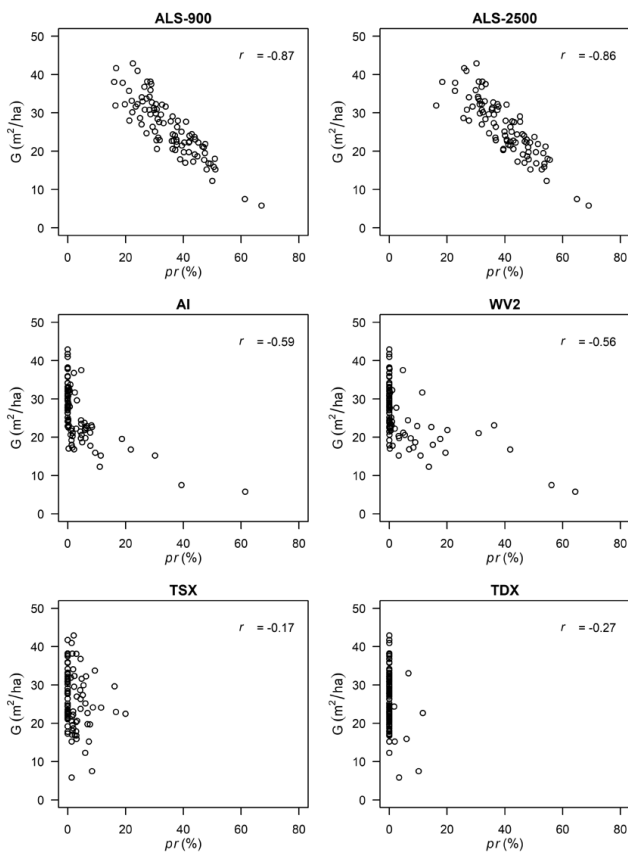 ALS-900
50
40
30
20
10
0
G (m²/ha)
r = -0.87
0 20 40 60 80
pr (%)
ALS-2500
50
40
30
20
10
0
G (m²/ha)
r = -0.86
0 20 40 60 80
pr (%)
AI
50
40
30
20
10
0
G (m²/ha)
r = -0.59
0 20 40 60 80
pr (%)
WV2
50
40
30
20
10
0
G (m²/ha)
r = -0.56
0 20 40 60 80
pr (%)
TSX
50
40
30
20
10
0
G (m²/ha)
r = -0.17
0 20 40 60 80
pr (%)
TDX
50
40
30
20
10
0
G (m²/ha)
r = -0.27
0 20 40 60 80
pr (%)